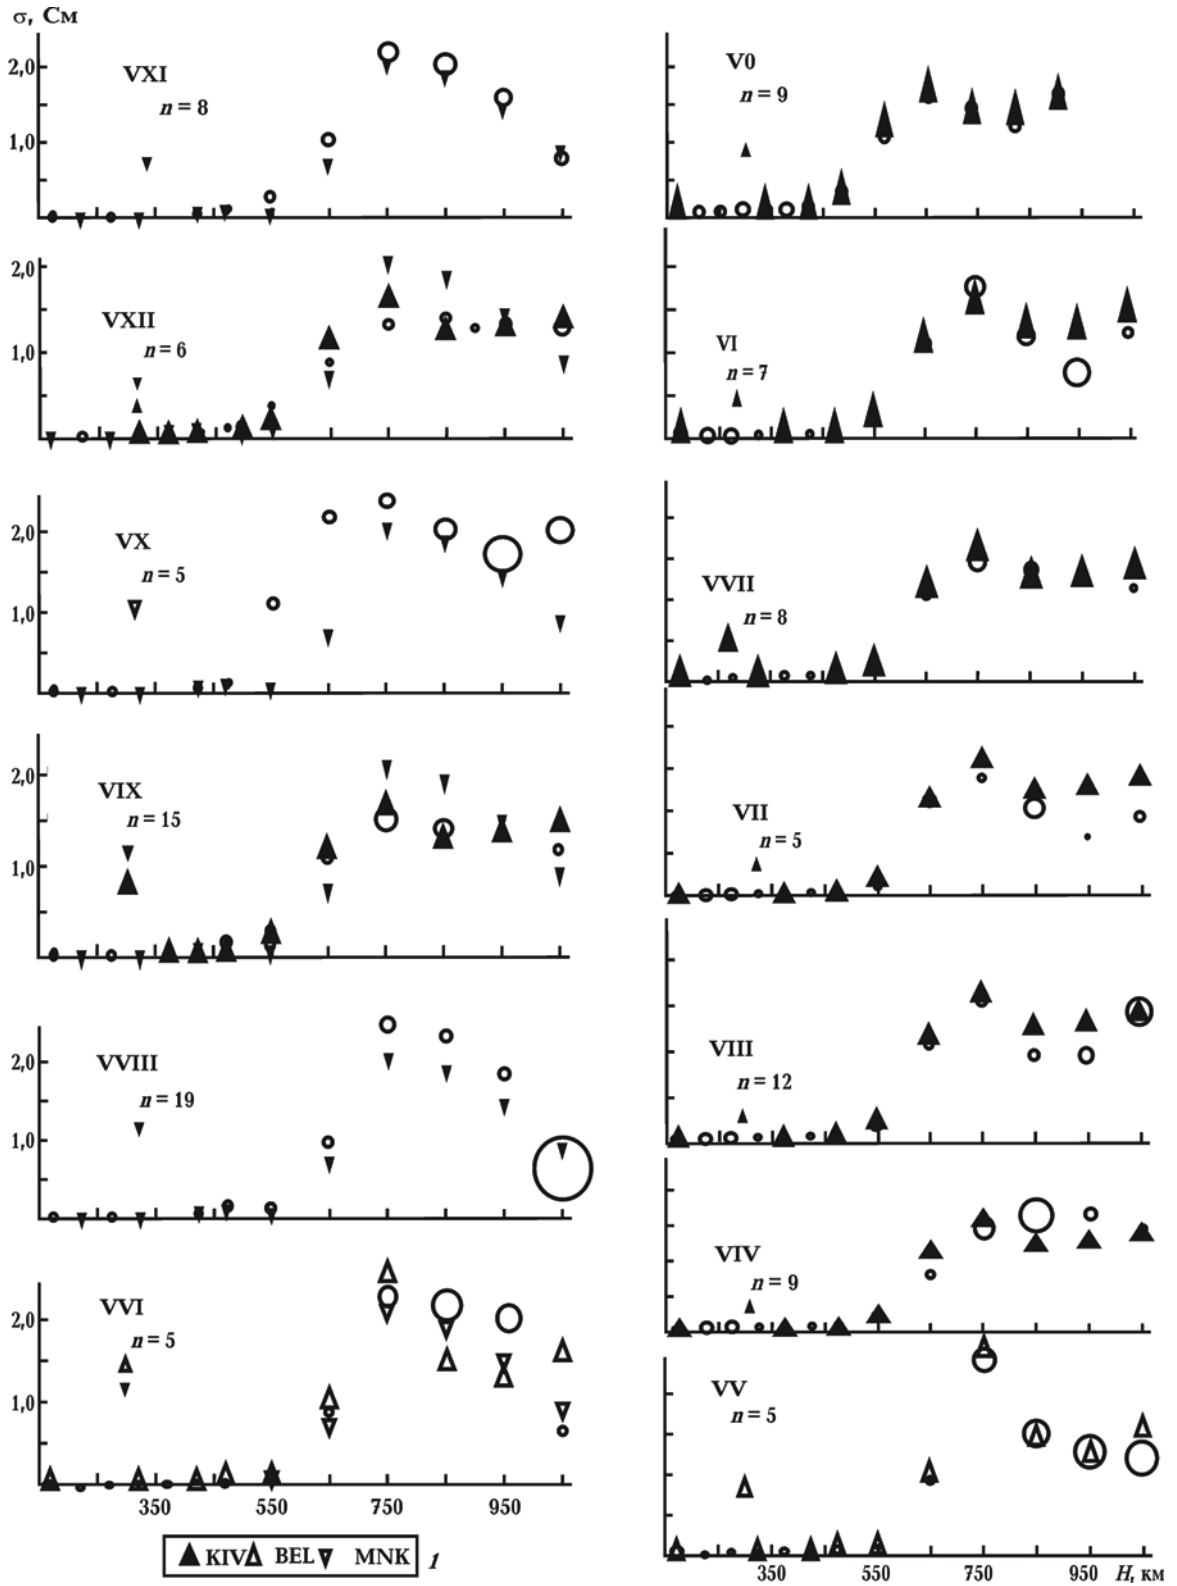 σ, См
2,0
1,0
VXI
n = 8
2,0
1,0
VXII
n = 6
2,0
1,0
VX
n = 5
2,0
1,0
VIX
n = 15
2,0
1,0
VVIII
n = 19
2,0
1,0
VVI
n = 5
350 550 750 950
KIV BEL MNK 1
V0
n = 9
VI
n = 7
VVII
n = 8
VII
n = 5
VIII
n = 12
VIV
n = 9
VV
n = 5
350 550 750 950 H, км